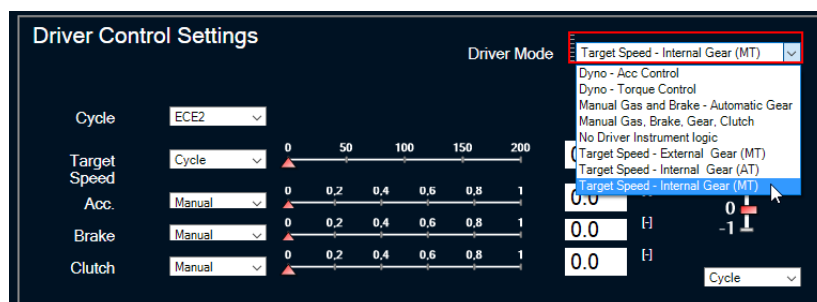 Driver Control Settings
Driver Mode
Target Speed - Internal Gear (MT)
Dyno - Acc Control
Dyno - Torque Control
Manual Gas and Brake - Automatic Gear
Manual Gas, Brake, Gear, Clutch
No Driver Instrument logic
Target Speed - External  Gear (MT)
Target Speed - Internal  Gear (AT)
Target Speed - Internal Gear (MT)
Cycle
ECE2
0 50 100 150 200
Target
Speed
Cycle
Acc.
Manual
0 0,2 0,4 0,6 0,8 1
0.0
0
-1
Brake
Manual
0 0,2 0,4 0,6 0,8 1
0.0
[-]
Clutch
Manual
0 0,2 0,4 0,6 0,8 1
0.0
[-]
Cycle